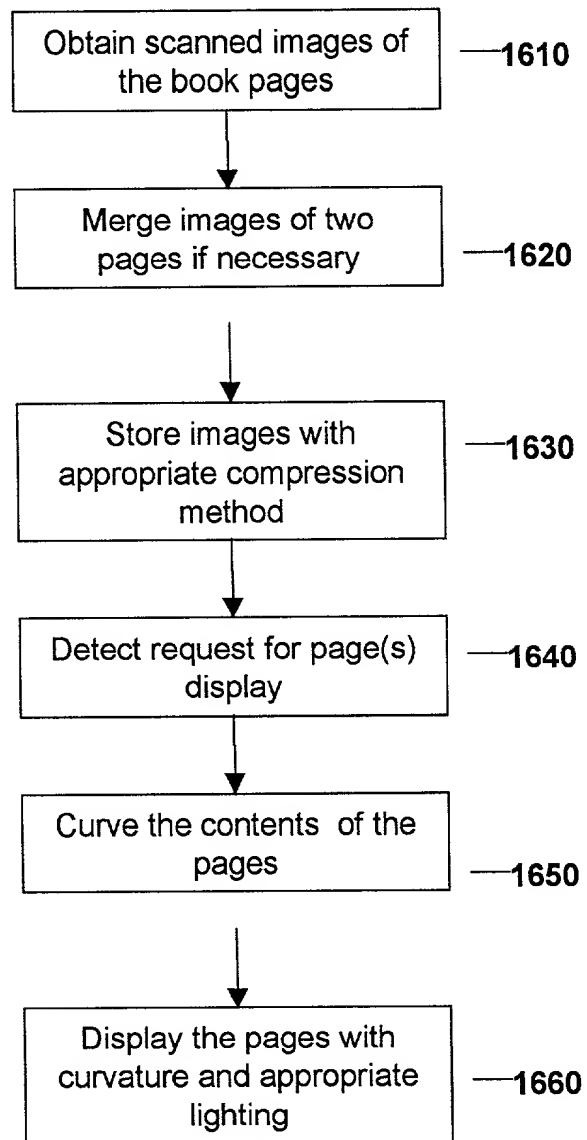 Obtain scanned images of
the book pages
1610
Merge images of two
pages if necessary
1620
Store images with
appropriate compression
method
1630
Detect request for page(s)
display
1640
Curve the contents of the
pages
1650
Display the pages with
curvature and appropriate
lighting
1660